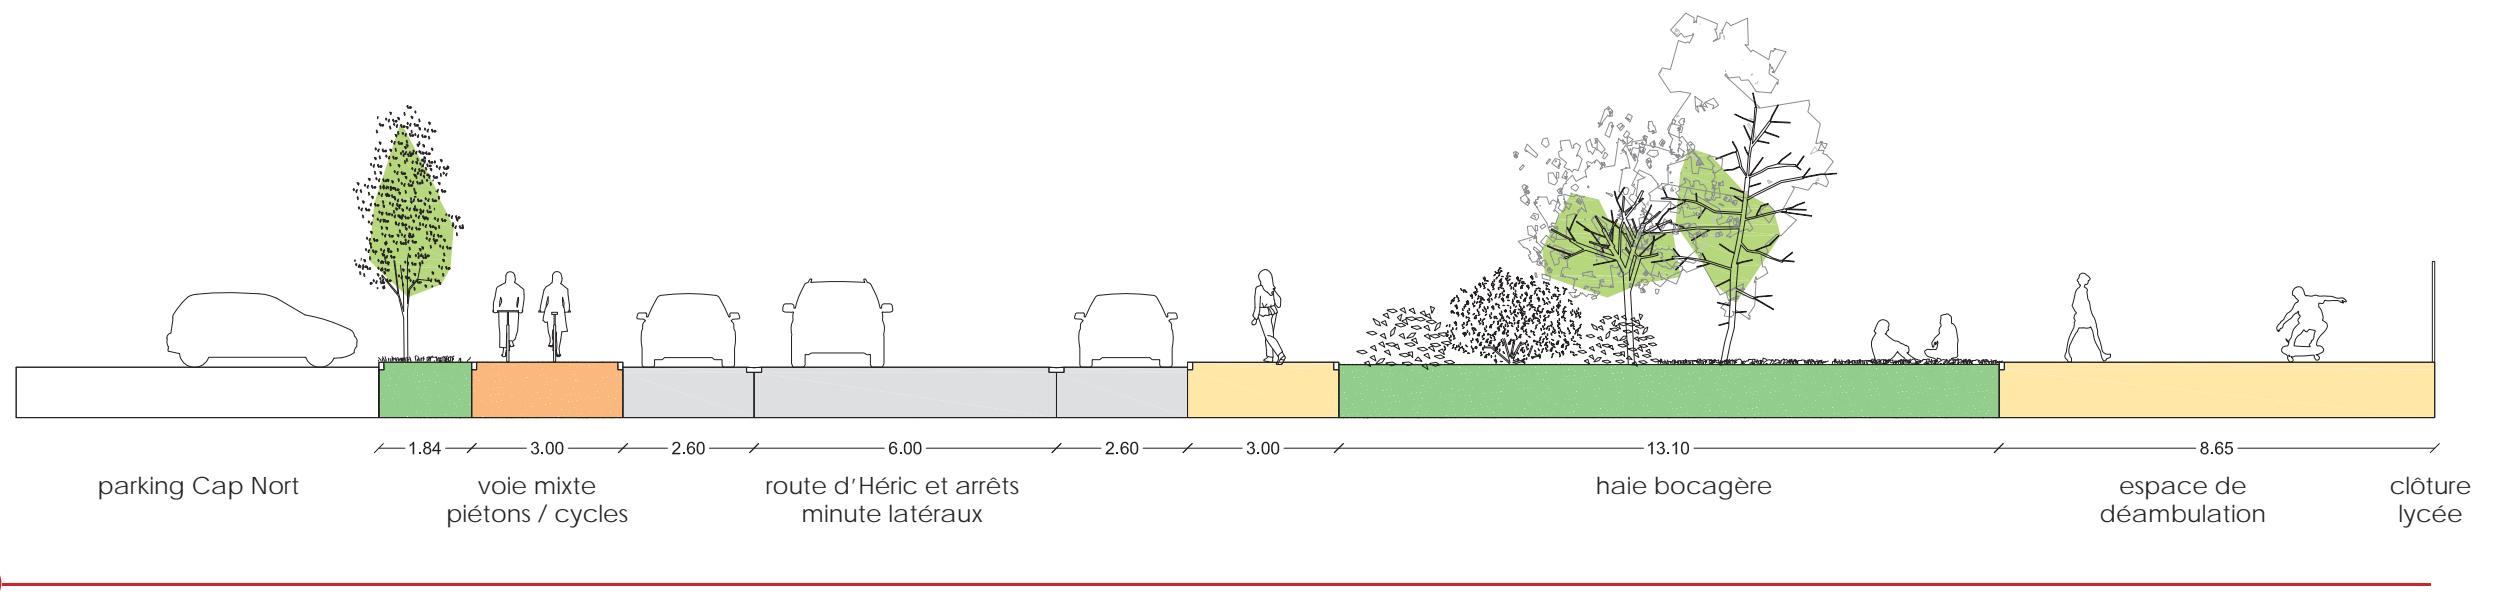 1.84 3.00 2.60 6.00 2.60 3.00 13.10 8.65
parking Cap Nort
voie mixte
piétons / cycles
route d'Héric et arrêts
minute latéraux
haie bocagère
espace de
déambulation
clôture
lycée